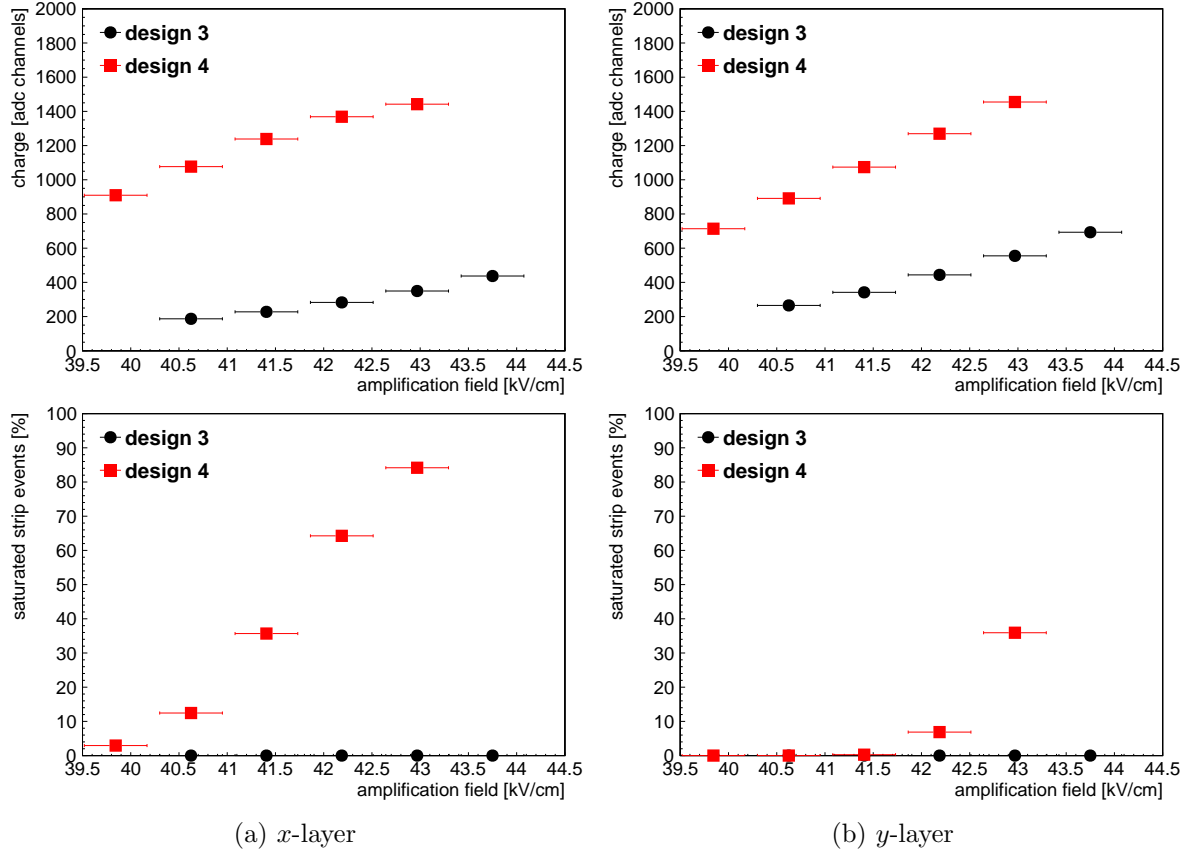 charge [adc channels]
2000
1800
1600
1400
1200
1000
800
600
400
200
0
design 3
design 4
39.5 40 40.5 41 41.5 42 42.5 43 43.5 44 44.5
amplification field [kV/cm]
charge [adc channels]
2000
1800
1600
1400
1200
1000
800
600
400
200
0
design 3
design 4
39.5 40 40.5 41 41.5 42 42.5 43 43.5 44 44.5
amplification field [kV/cm]
saturated strip events [%]
100
90
80
70
60
50
40
30
20
10
0
design 3
design 4
39.5 40 40.5 41 41.5 42 42.5 43 43.5 44 44.5
amplification field [kV/cm]
saturated strip events [%]
100
90
80
70
60
50
40
30
20
10
0
design 3
design 4
39.5 40 40.5 41 41.5 42 42.5 43 43.5 44 44.5
amplification field [kV/cm]
(a) x-layer
(b) y-layer